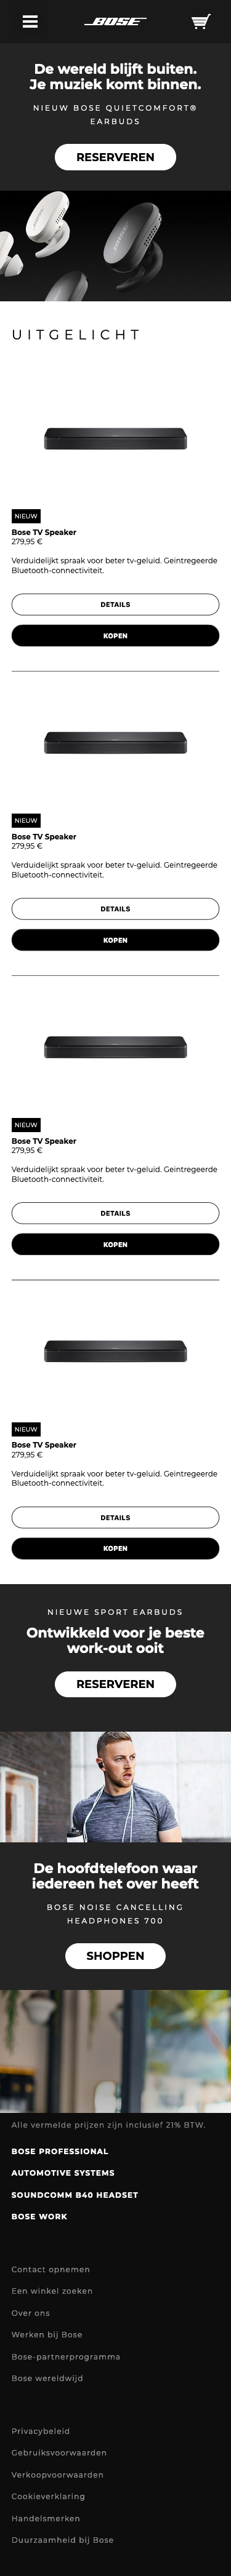 BOSE
De wereld blijft buiten.
Je muziek komt binnen.
NIEUW BOSE QUIETCOMFORT®
EARBUDS
RESERVEREN
UITGELICHT
NIEUW
Bose TV Speaker
279,95 €
Verduidelijkt spraak voor beter tv-geluid. Geintregeerde
Bluetooth-connectiviteit.
DETAILS
KOPEN
NIEUW
Bose TV Speaker
279,95 €
Verduidelijkt spraak voor beter tv-geluid. Geintregeerde
Bluetooth-connectiviteit.
DETAILS
KOPEN
NIEUW
Bose TV Speaker
279,95 €
Verduidelijkt spraak voor beter tv-geluid. Geintregeerde
Bluetooth-connectiviteit.
DETAILS
KOPEN
NIEUW
Bose TV Speaker
279,95 €
Verduidelijkt spraak voor beter tv-geluid. Geintregeerde
Bluetooth-connectiviteit.
DETAILS
KOPEN
NIEUWE SPORT EARBUDS
Ontwikkeld voor je beste
work-out ooit
RESERVEREN
De hoofdtelefoon waar
iedereen het over heeft
BOSE NOISE CANCELLING
HEADPHONES 700
SHOPPEN
Alle vermelde prijzen zijn inclusief 21% BTW.
BOSE PROFESSIONAL
AUTOMOTIVE SYSTEMS
SOUNDCOMM B40 HEADSET
BOSE WORK
Contact opnemen
Een winkel zoeken
Over ons
Werken bij Bose
Bose-partnerprogramma
Bose wereldwijd
Privacybeleid
Gebruiksvoorwaarden
Verkoopvoorwaarden
Cookieverklaring
Handelsmerken
Duurzaamheid bij Bose